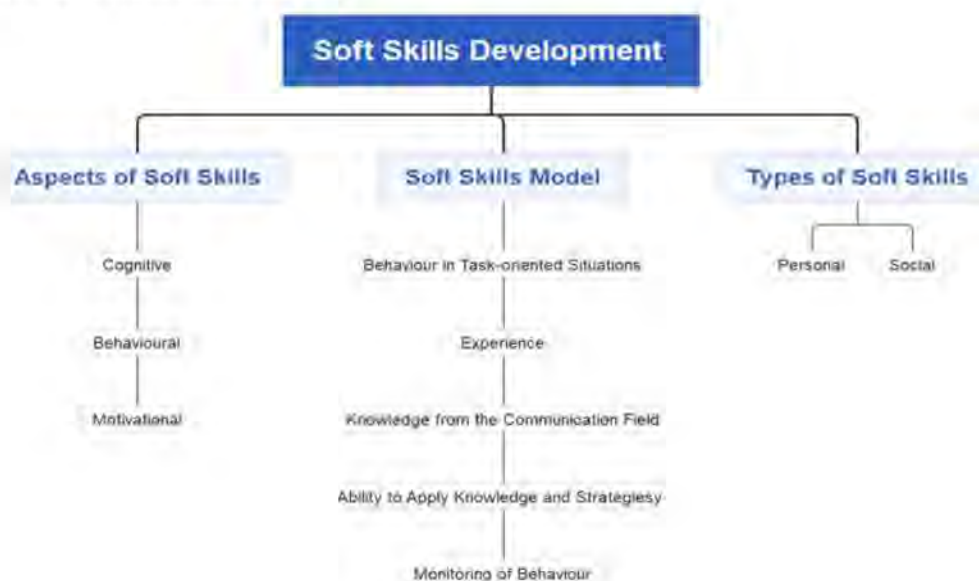 Soft Skills Development
Aspects of Soft Skills
Soft Skills Model
Types of Soft Skills
Cognitive
Behaviour in Task-oriented Situations
Personal
Social
Behavioural
Experience
Motivational
Knowledge from the Communication Field
Ability to Apply Knowledge and Strategiesy
Monitoring of Behaviour